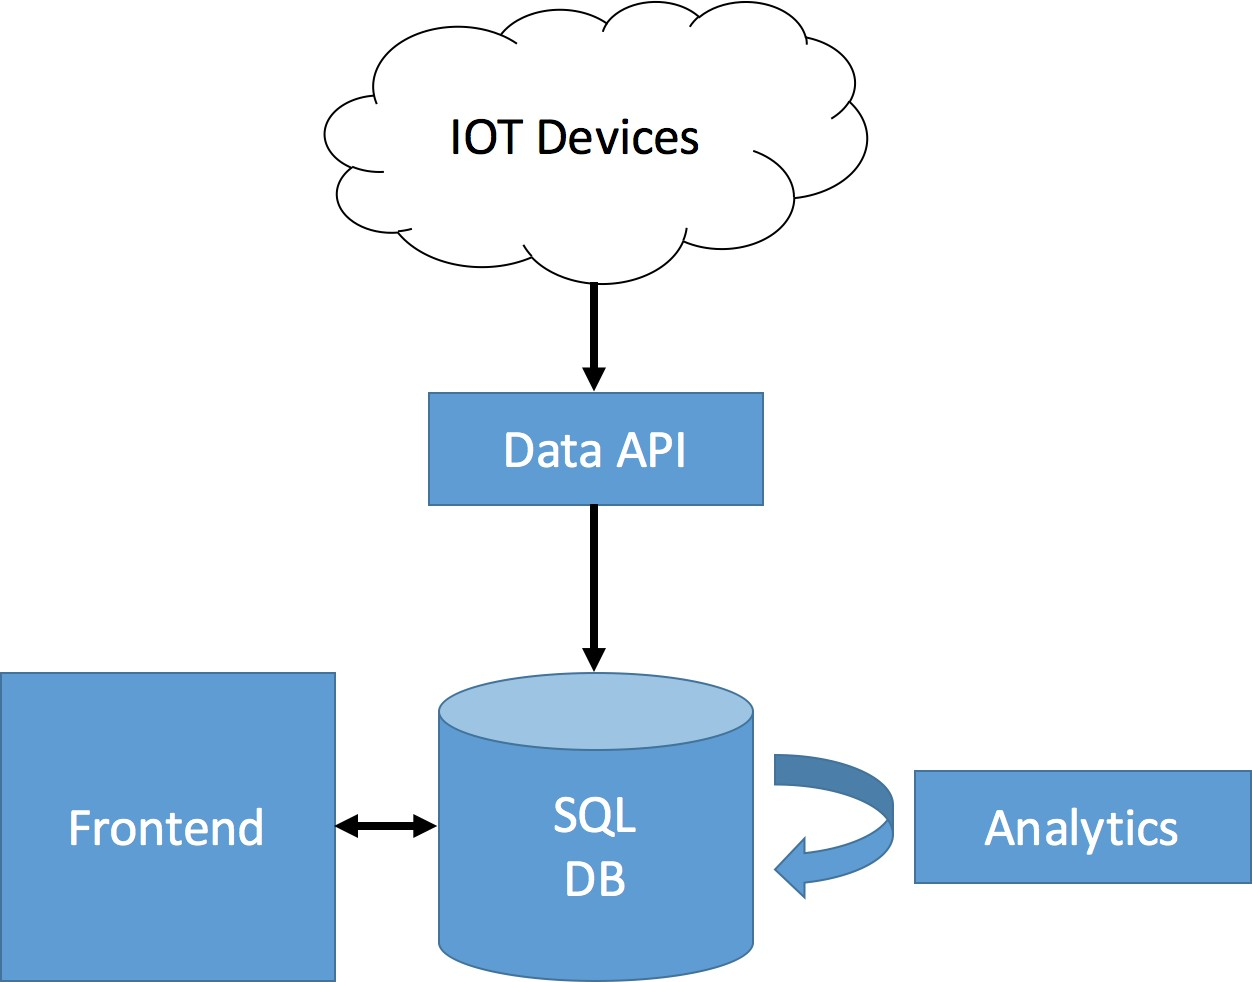 IOT Devices
Data API
Frontend
SQL
DB
Analytics